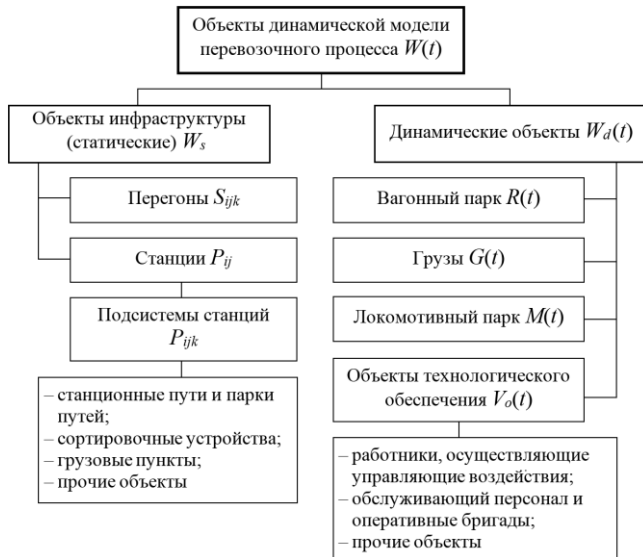 Объекты динамической модели
перевозочного процесса W(t)
Объекты инфраструктуры
(статические) Ws
Перегоны Sijk
Станции Pij
Подсистемы станций
Pijk
– станционные пути и парки
путей;
– сортировочные устройства;
– грузовые пункты;
– прочие объекты
Динамические объекты Wd(t)
Вагонный парк R(t)
Грузы G(t)
Локомотивный парк M(t)
Объекты технологического
обеспечения Vo(t)
– работники, осуществляющие
управляющие воздействия;
– обслуживающий персонал и
оперативные бригады;
– прочие объекты